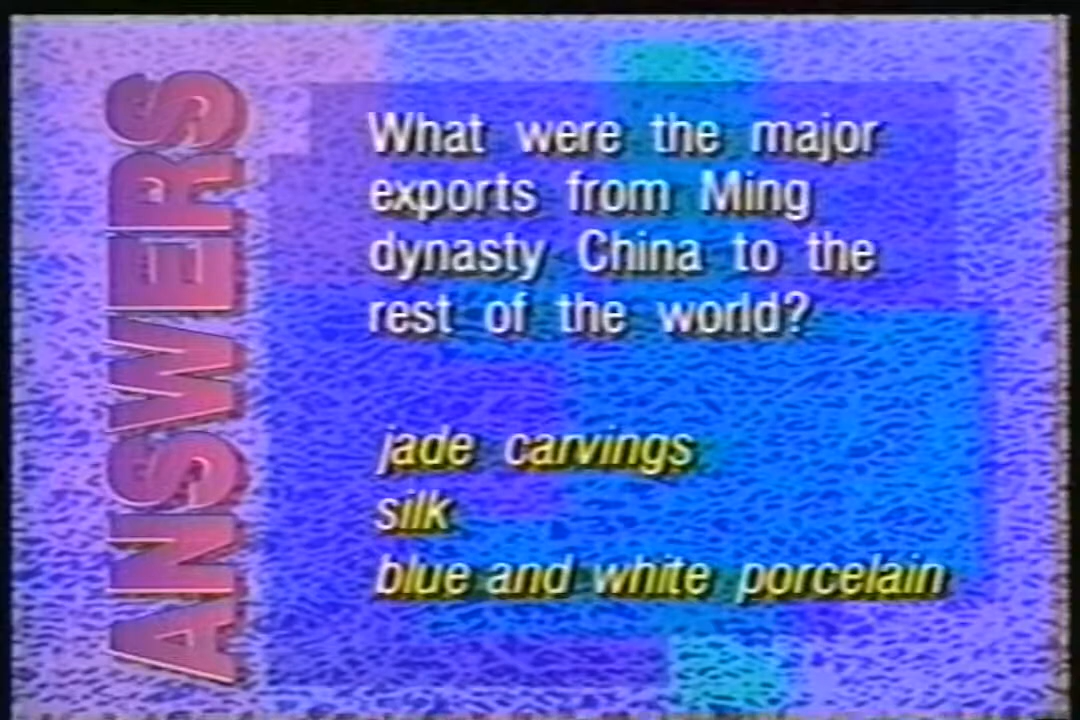 ANSWERS
What were the major
exports from Ming
dynasty China to the
rest of the world?
jade carvings
silk
blue and white porcelain